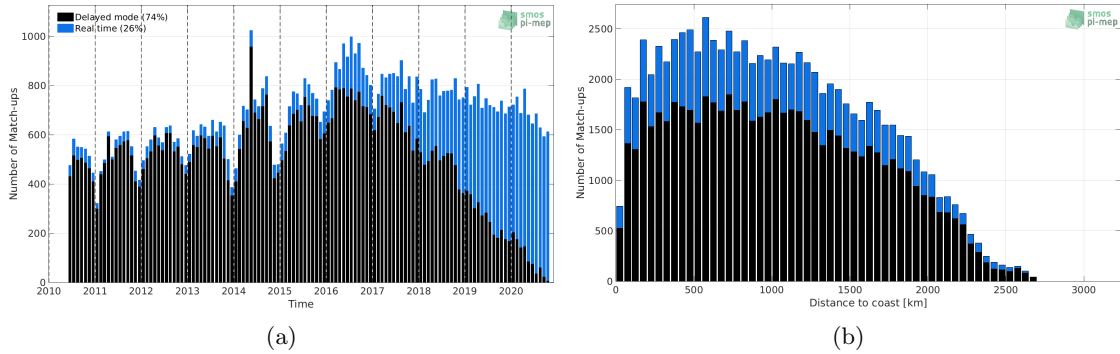 Delayed mode (74%)
Real time (26%)
smos
pi-mep
Number of Match-ups
1000
800
600
400
200
0
2010 2011 2012 2013 2014 2015 2016 2017 2018 2019 2020
Time
(a)
smos
pi-mep
Number of Match-ups
2500
2000
1500
1000
500
0
0 500 1000 1500 2000 2500 3000
Distance to coast [km]
(b)